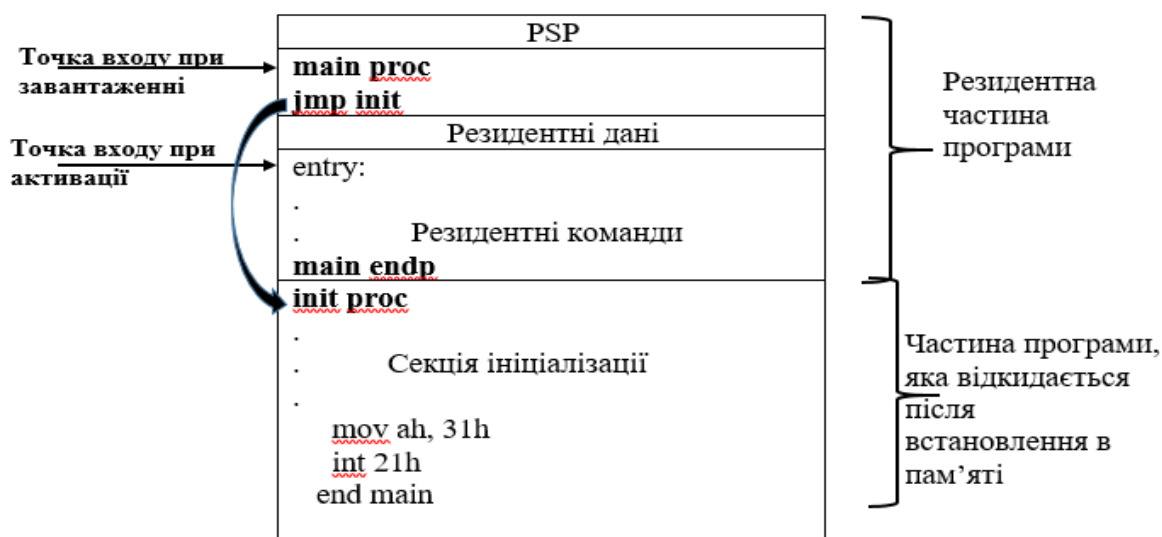 PSP
Точка входу при
завантаженні
main proc
jmp init
Резидентні дані
Точка входу при
активації
entry:
.
. Резидентні команди
main endp
init proc
.
. Секція ініціалізації
.
mov ah, 31h
int 21h
end main
Резидентна
частина
програми
Частина програми,
яка відкидається
після
встановлення в
пам’яті